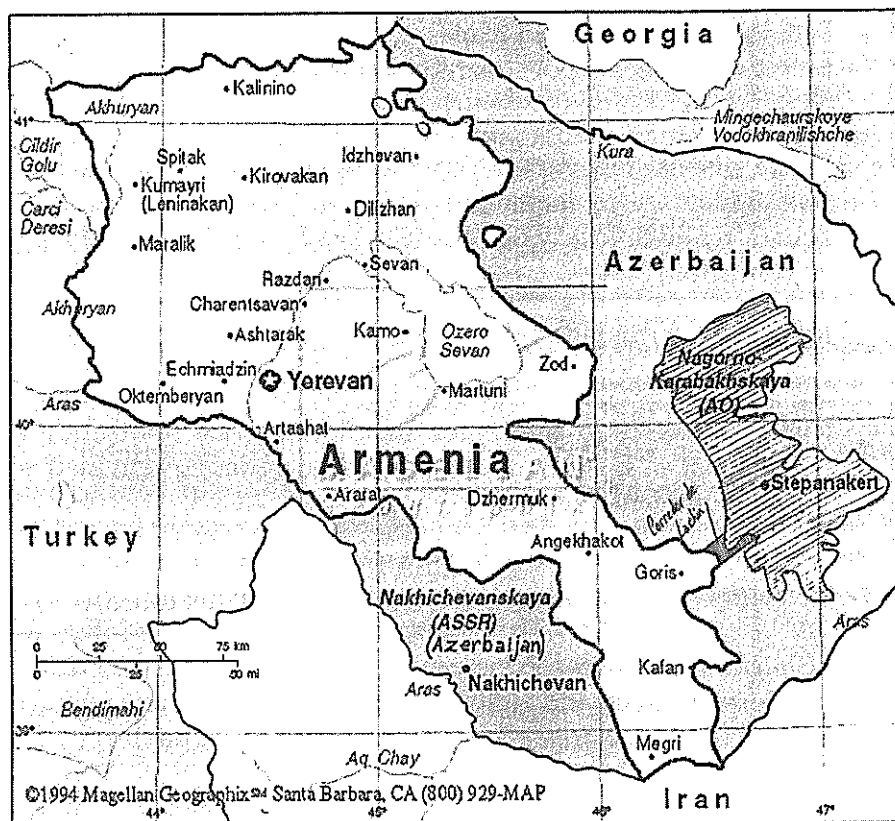 Georgia
Kalinino
Akhuryan
41°
Mingechaurskoye
Vodokhranilishche
Cildir
Golu
Kura
Spitak
Idzhevan
Kumayri
(Leninakan)
Kirovakan
Carci
Deresi
Dilizhan
Maralik
Sevan
Azerbaijan
Razdan
Akhuryan
Charentsavan
Ashtarak
Kamo
Ozero
Sevan
Nagorno-
Karabakhskaya
(AO)
Zod
Echmiadzin
Yerevan
Oktemberyan
Martuni
Aras
40°
Artashat
Armenia
Stepanakert
Ararat
Dzhermuk
Corredor de
Lachin
Turkey
Angekhakot
Goris
Nakhichevanskaya
(ASSR)
(Azerbaijan)
Aras
0 25 50 75 km
0 25 50 mi
Kafan
Nakhichevan
Aras
Bendimahi
39°
Megri
Aq Chay
©1994 Magellan Geographix℠ Santa Barbara, CA (800) 929-MAP
Iran
44° 45° 46° 47°